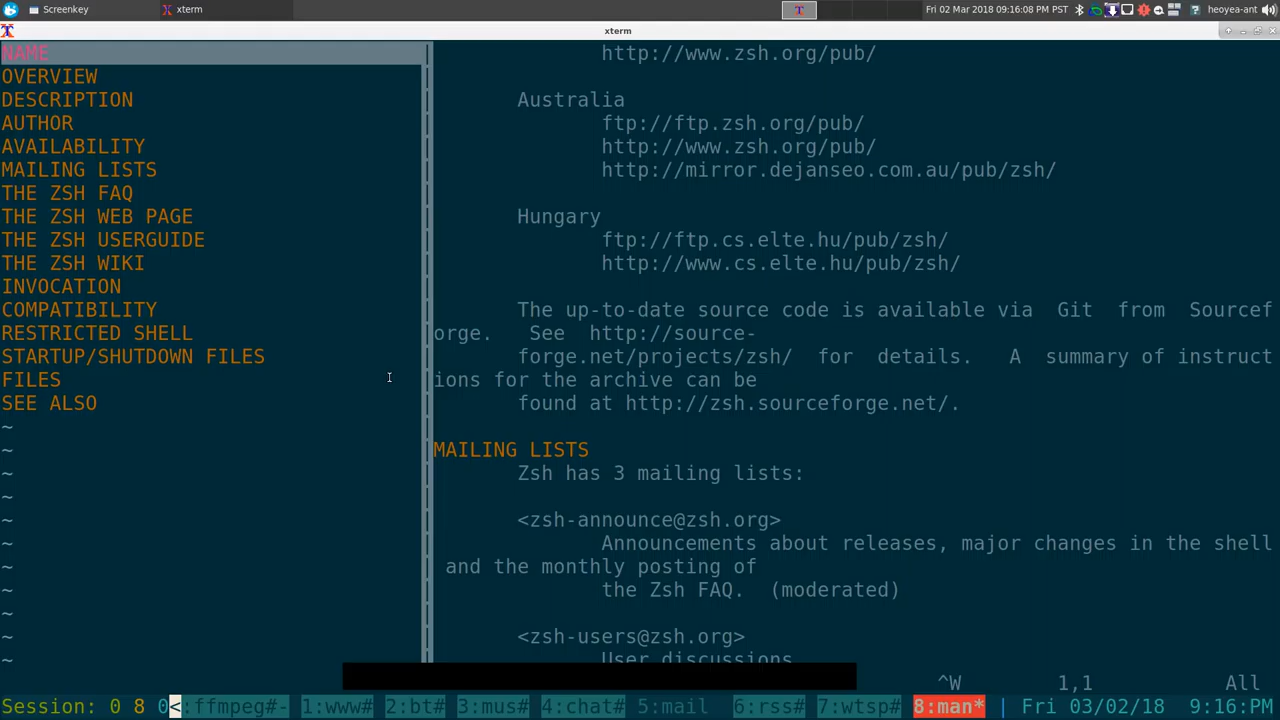 Screenkey xterm Fri 02 Mar 2018 09:16:08 PM PST heoyea-ant
xterm
NAME
OVERVIEW
DESCRIPTION
AUTHOR
AVAILABILITY
MAILING LISTS
THE ZSH FAQ
THE ZSH WEB PAGE
THE ZSH USERGUIDE
THE ZSH WIKI
INVOCATION
COMPATIBILITY
RESTRICTED SHELL
STARTUP/SHUTDOWN FILES
FILES
SEE ALSO
~
~
~
~
~
~
~
~
~
~
~
http://www.zsh.org/pub/
Australia
ftp://ftp.zsh.org/pub/
http://www.zsh.org/pub/
http://mirror.dejanseo.com.au/pub/zsh/
Hungary
ftp://ftp.cs.elte.hu/pub/zsh/
http://www.cs.elte.hu/pub/zsh/
The up-to-date source code is available via Git from Sourcef
orge. See http://source-
forge.net/projects/zsh/ for details. A summary of instruct
ions for the archive can be
found at http://zsh.sourceforge.net/.
MAILING LISTS
Zsh has 3 mailing lists:
<zsh-announce@zsh.org>
Announcements about releases, major changes in the shell
and the monthly posting of
the Zsh FAQ. (moderated)
<zsh-users@zsh.org>
User discussions
^W 1,1 All
Session: 0 8 0<:ffmpeg#- 1:www# 2:bt# 3:mus# 4:chat# 5:mail 6:rss# 7:wtsp# 8:man* | Fri 03/02/18 9:16PM